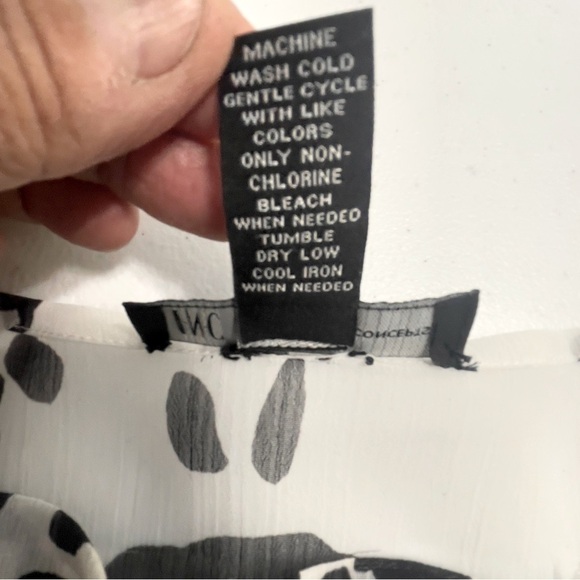 MACHINE
WASH COLD
GENTLE CYCLE
WITH LIKE
COLORS
ONLY NON-
CHLORINE
BLEACH
WHEN NEEDED
TUMBLE
DRY LOW
COOL IRON
WHEN NEEDED
INC
CONCEPTS